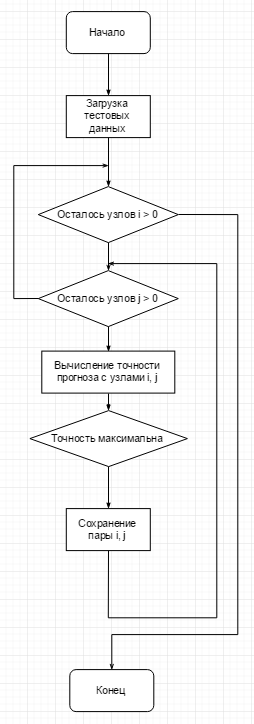 Начало
Загрузка
тестовых
данных
Осталось узлов i > 0
Осталось узлов j > 0
Вычисление точности
прогноза с узлами i, j
Точность максимальна
Сохранение
пары i, j
Конец